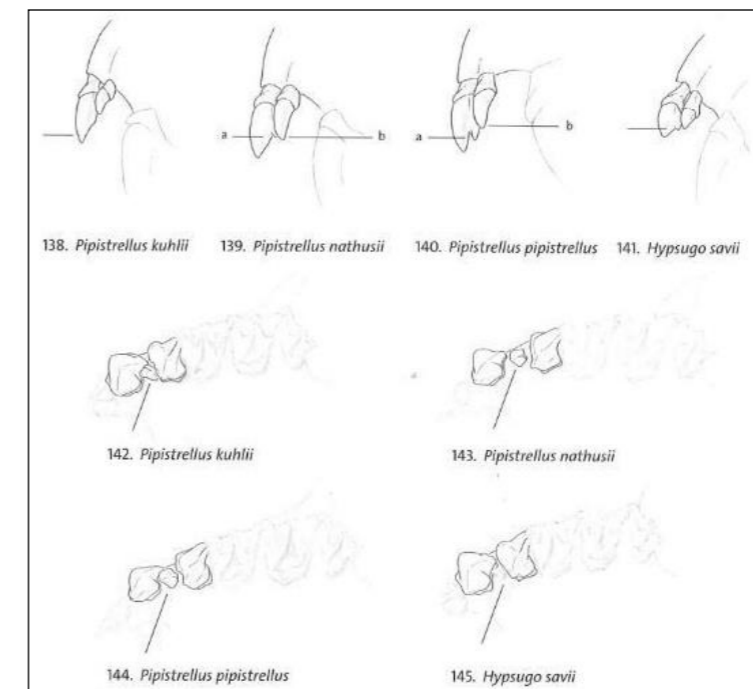 a
b
a
b
138. Pipistrellus kuhlii
139. Pipistrellus nathusii
140. Pipistrellus pipistrellus
141. Hypsugo savii
142. Pipistrellus kuhlii
143. Pipistrellus nathusii
144. Pipistrellus pipistrellus
145. Hypsugo savii